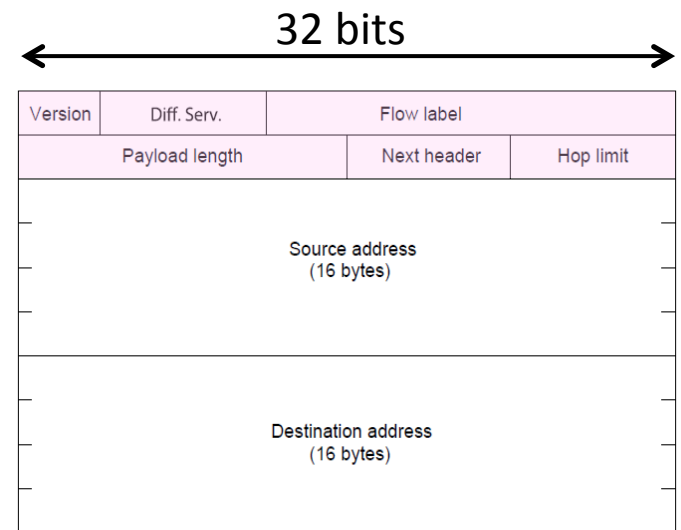 32 bits
Version Diff. Serv. Flow label
Payload length Next header Hop limit
Source address
(16 bytes)
Destination address
(16 bytes)